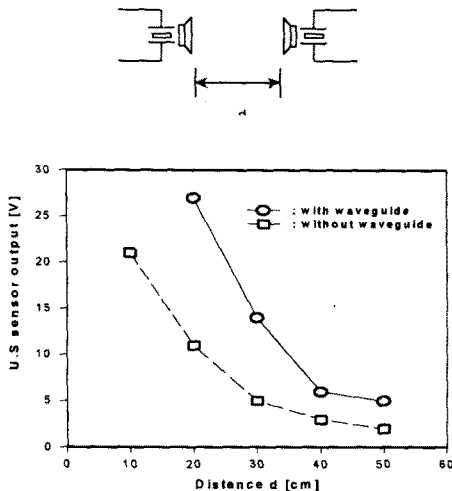 d
30
25
20
15
10
5
0
U.S sensor output [V]
: with waveguide
: without waveguide
0 10 20 30 40 50 60
Distance d [cm]